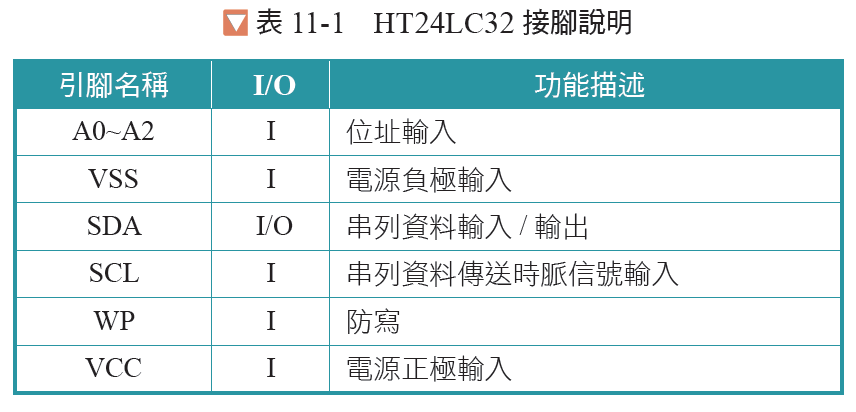 表 11-1 HT24LC32 接腳說明
引腳名稱 I/O 功能描述
A0~A2 I 位址輸入
VSS I 電源負極輸入
SDA I/O 串列資料輸入 / 輸出
SCL I 串列資料傳送時脈信號輸入
WP I 防寫
VCC I 電源正極輸入